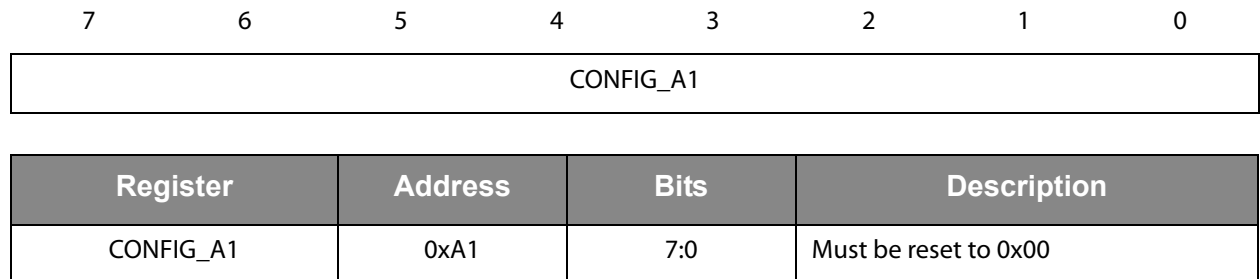 7 6 5 4 3 2 1 0
CONFIG_A1
Register Address Bits Description
CONFIG_A1 0xA1 7:0 Must be reset to 0x00